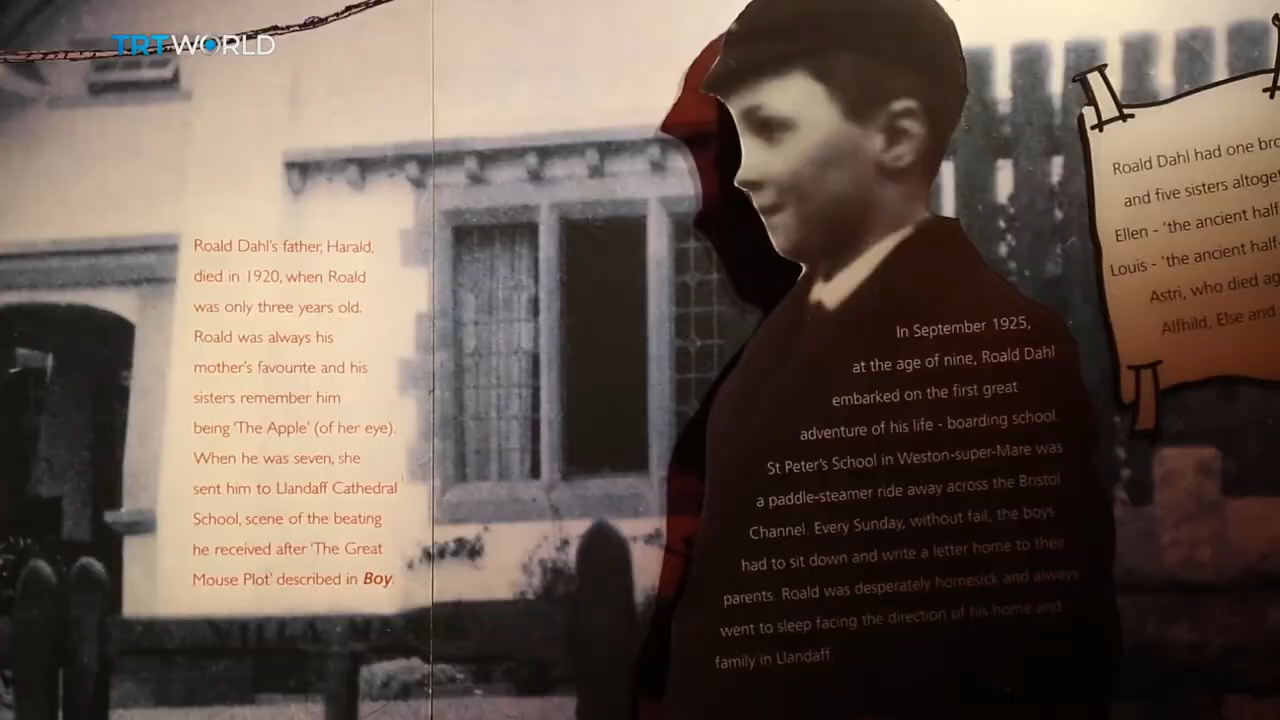 TRT WORLD
Roald Dahl's father, Harald,
died in 1920, when Roald
was only three years old.
Roald was always his
mother's favourite and his
sisters remember him
being 'The Apple' (of her eye).
When he was seven, she
sent him to Llandaff Cathedral
School, scene of the beating
he received after 'The Great
Mouse Plot' described in Boy.
In September 1925,
at the age of nine, Roald Dahl
embarked on the first great
adventure of his life - boarding school.
St Peter's School in Weston-super-Mare was
a paddle-steamer ride away across the Bristol
Channel. Every Sunday, without fail, the boys
had to sit down and write a letter home to their
parents. Roald was desperately homesick and always
went to sleep facing the direction of his home and
family in Llandaff.
Roald Dahl had one bro
and five sisters altoget
Ellen - 'the ancient half
Louis - 'the ancient half-
Astri, who died ag
Alfhild, Else and